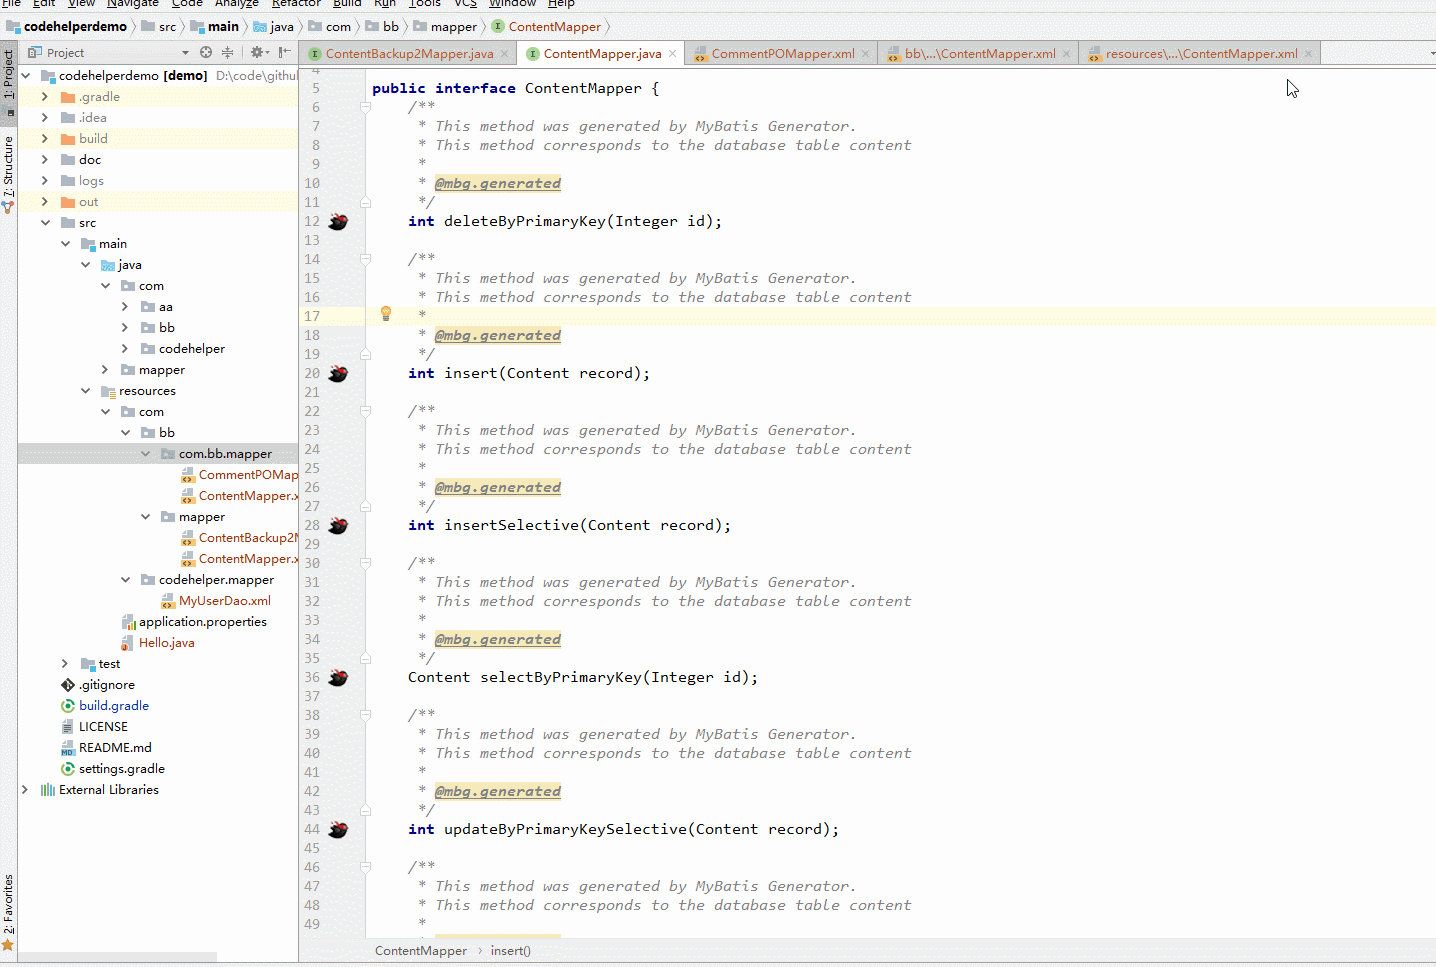 File Edit View Navigate Code Analyze Refactor Build Run Tools VCS Window Help
codehelperdemo src main java com bb mapper ContentMapper
1: Project
7: Structure
2: Favorites
Project
codehelperdemo [demo] D:\code\github
.gradle
.idea
build
doc
logs
out
src
main
java
com
aa
bb
codehelper
mapper
resources
com
bb
com.bb.mapper
CommentPOMap
ContentMapper.x
mapper
ContentBackup2M
ContentMapper.x
codehelper.mapper
MyUserDao.xml
application.properties
Hello.java
test
.gitignore
build.gradle
LICENSE
README.md
settings.gradle
External Libraries
ContentBackup2Mapper.java ContentMapper.java CommentPOMapper.xml bb\...\ContentMapper.xml resources\...\ContentMapper.xml
4
5 public interface ContentMapper {
6 /**
7 * This method was generated by MyBatis Generator.
8 * This method corresponds to the database table content
9 *
10 * @mbg.generated
11 */
12 int deleteByPrimaryKey(Integer id);
13
14 /**
15 * This method was generated by MyBatis Generator.
16 * This method corresponds to the database table content
17 *
18 * @mbg.generated
19 */
20 int insert(Content record);
21
22 /**
23 * This method was generated by MyBatis Generator.
24 * This method corresponds to the database table content
25 *
26 * @mbg.generated
27 */
28 int insertSelective(Content record);
29
30 /**
31 * This method was generated by MyBatis Generator.
32 * This method corresponds to the database table content
33 *
34 * @mbg.generated
35 */
36 Content selectByPrimaryKey(Integer id);
37
38 /**
39 * This method was generated by MyBatis Generator.
40 * This method corresponds to the database table content
41 *
42 * @mbg.generated
43 */
44 int updateByPrimaryKeySelective(Content record);
45
46 /**
47 * This method was generated by MyBatis Generator.
48 * This method corresponds to the database table content
49 *
ContentMapper › insert()